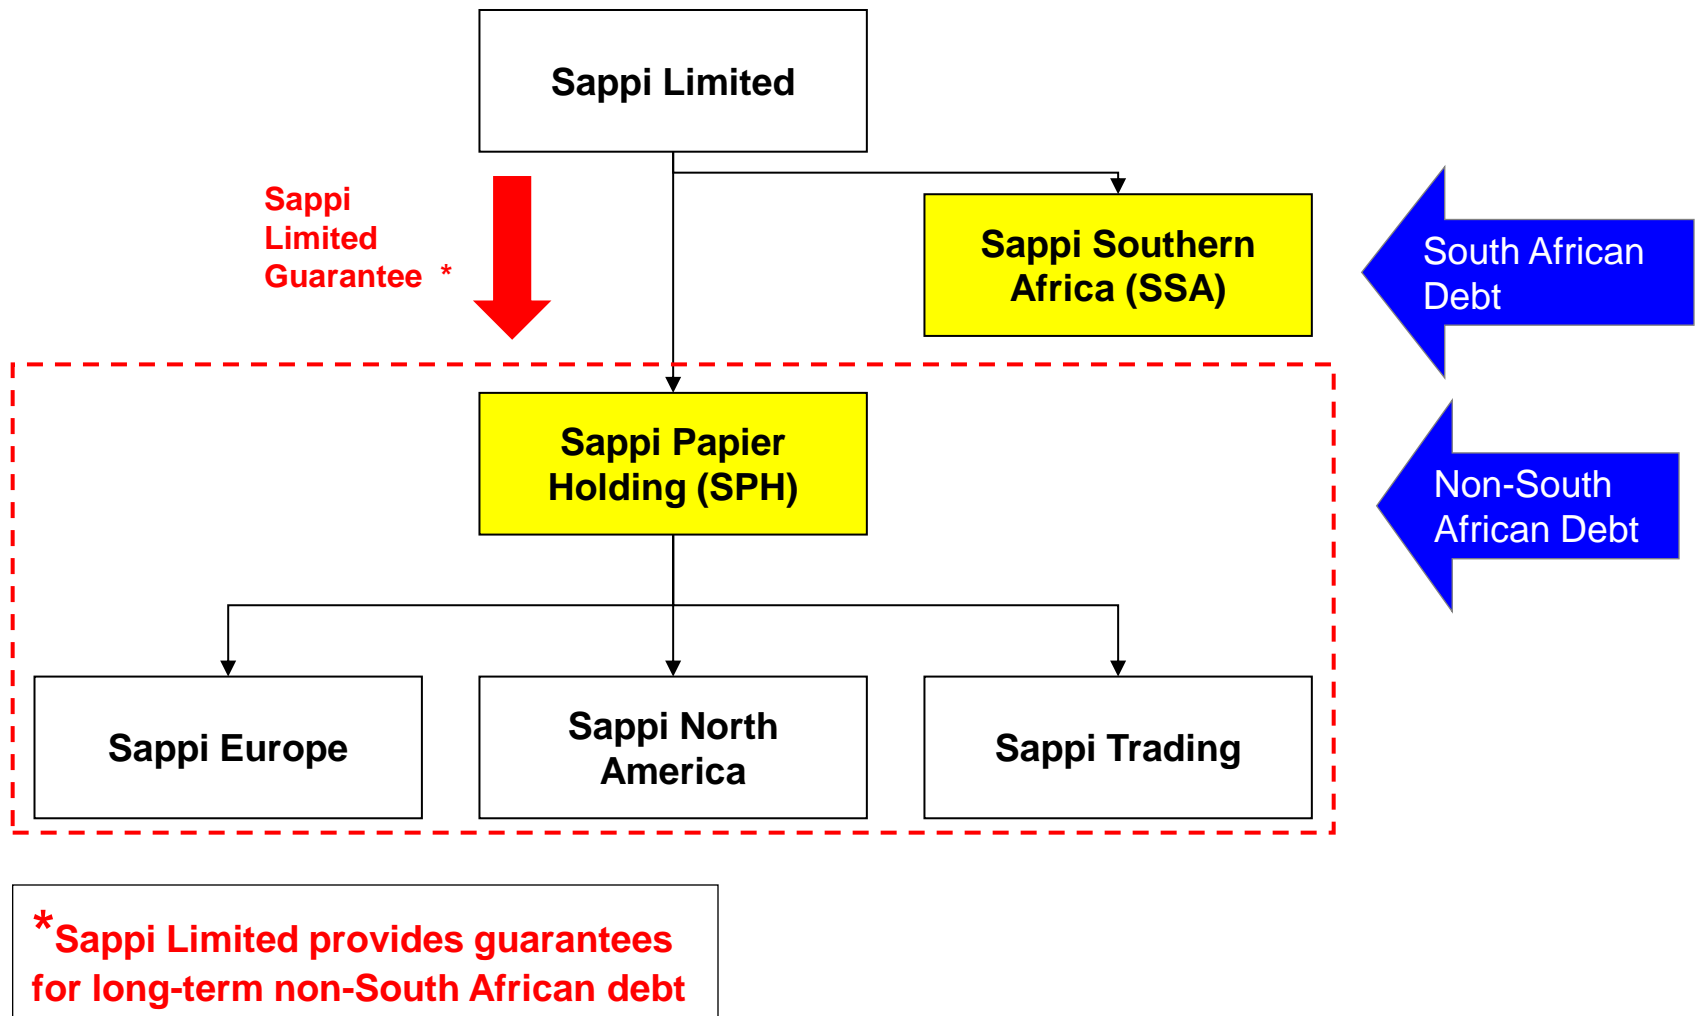 Sappi Limited
Sappi
Limited
Guarantee *
Sappi Southern
Africa (SSA)
South African
Debt
Sappi Papier
Holding (SPH)
Non-South
African Debt
Sappi Europe
Sappi North
America
Sappi Trading
*Sappi Limited provides guarantees
for long-term non-South African debt